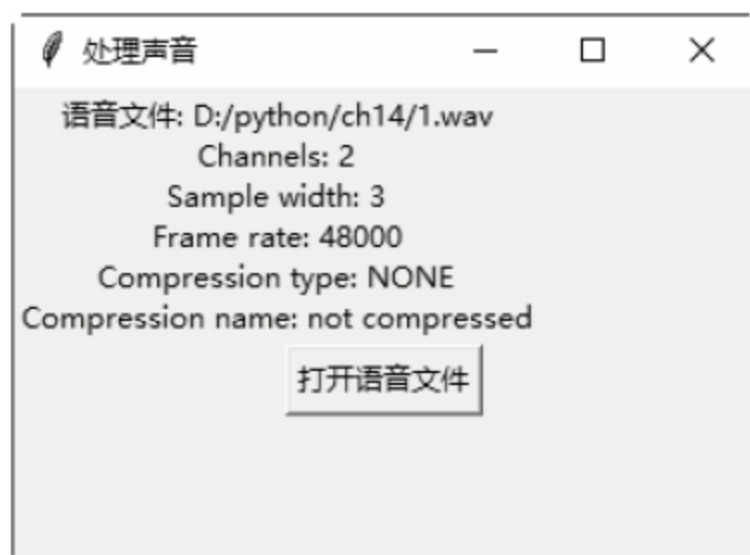 处理声音
语音文件: D:/python/ch14/1.wav
Channels: 2
Sample width: 3
Frame rate: 48000
Compression type: NONE
Compression name: not compressed
打开语音文件